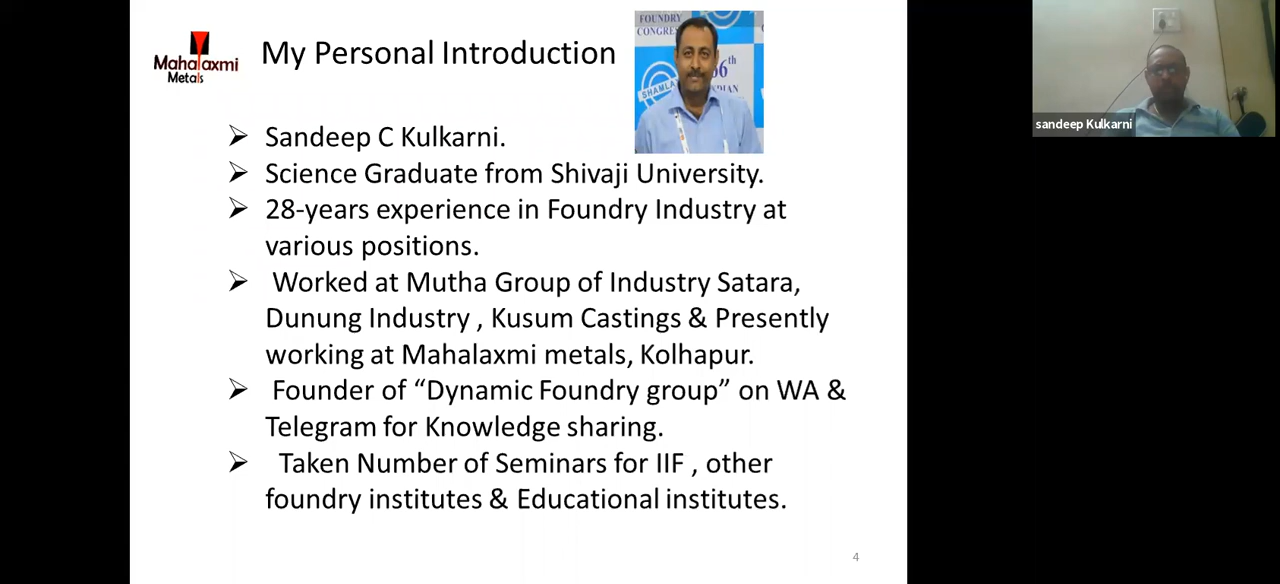 Mahalaxmi
Metals
My Personal Introduction
FOUNDRY
CONGRE
66th
SHAMLA
DIAN
sandeep Kulkarni
➢ Sandeep C Kulkarni.
➢ Science Graduate from Shivaji University.
➢ 28-years experience in Foundry Industry at
various positions.
➢ Worked at Mutha Group of Industry Satara,
Dunung Industry , Kusum Castings & Presently
working at Mahalaxmi metals, Kolhapur.
➢ Founder of “Dynamic Foundry group” on WA &
Telegram for Knowledge sharing.
➢ Taken Number of Seminars for IIF , other
foundry institutes & Educational institutes.
4